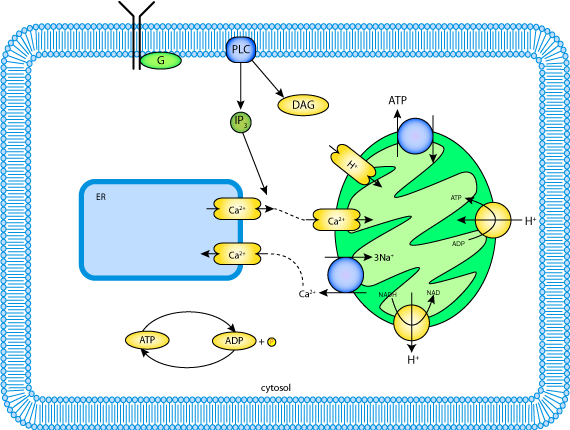 G
PLC
DAG
IP3
ATP
H⁺
ER
Ca²⁺
Ca²⁺
ATP
H⁺
ADP
Ca²⁺
3Na⁺
Ca²⁺
NADH
NAD
H⁺
ATP
ADP
+
cytosol